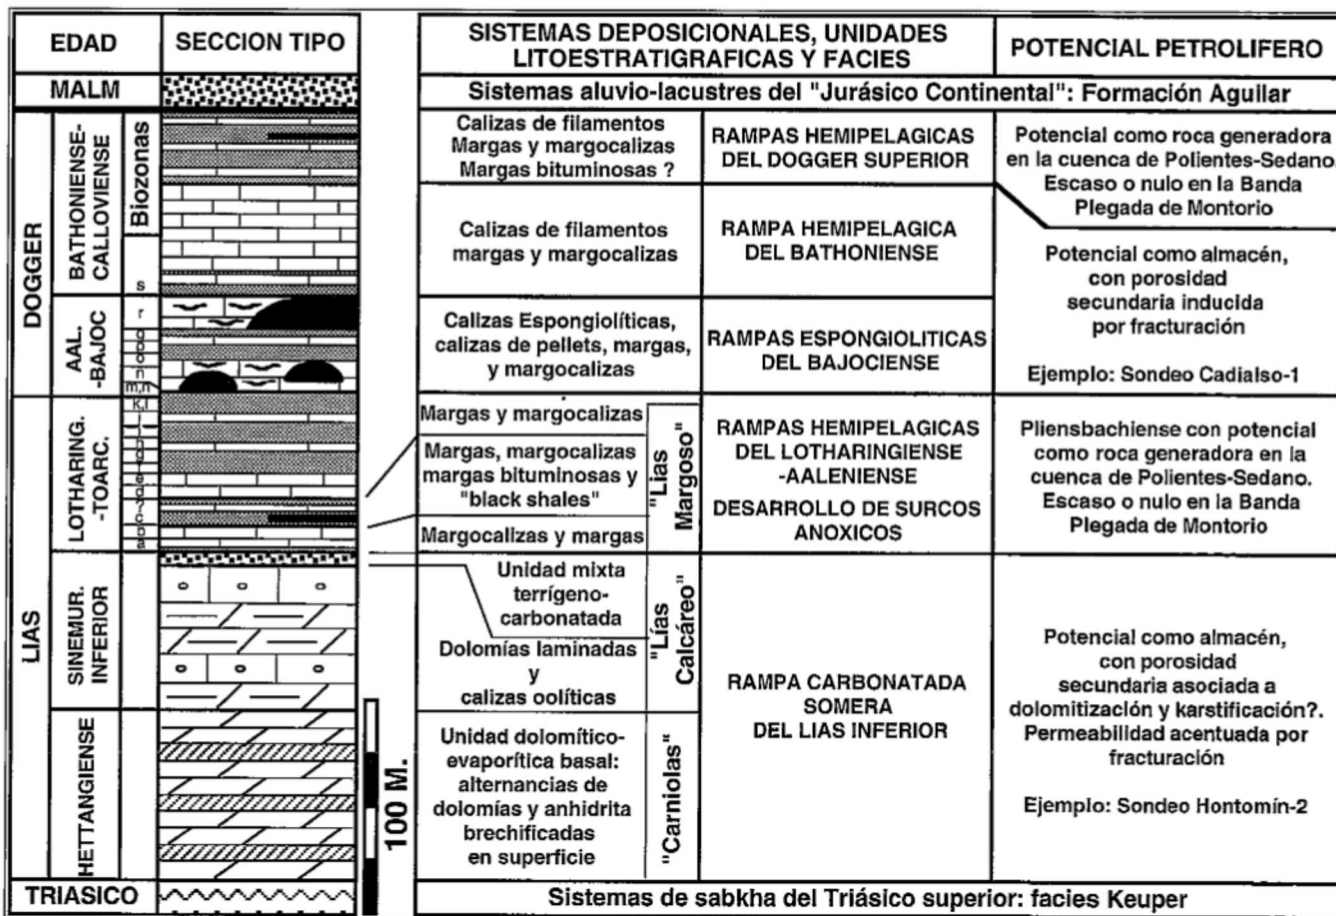 EDAD
SECCION TIPO
SISTEMAS DEPOSICIONALES, UNIDADES
LITOESTRATIGRAFICAS Y FACIES
POTENCIAL PETROLIFERO
MALM
Sistemas aluvio-lacustres del "Jurásico Continental": Formación Aguilar
DOGGER
BATHONIENSE-
CALLOVIENSE
Biozonas
s
Calizas de filamentos
Margas y margocalizas
Margas bituminosas ?
RAMPAS HEMIPELAGICAS
DEL DOGGER SUPERIOR
Potencial como roca generadora
en la cuenca de Polientes-Sedano.
Escaso o nulo en la Banda
Plegada de Montorio
Calizas de filamentos
margas y margocalizas
RAMPA HEMIPELAGICA
DEL BATHONIENSE
Potencial como almacén,
con porosidad
secundaria inducida
por fracturación
Ejemplo: Sondeo Cadialso-1
AAL.
-BAJOC
r
ñ
m,n
Calizas Espongiolíticas,
calizas de pellets, margas,
y margocalizas
RAMPAS ESPONGIOLITICAS
DEL BAJOCIENSE
LIAS
LOTHARING.
-TOARC.
k,l
c
b
a
Margas y margocalizas
Margas, margocalizas
margas bituminosas y
"black shales"
Margocalizas y margas
"Lias
Margoso"
RAMPAS HEMIPELAGICAS
DEL LOTHARINGIENSE
-AALENIENSE
DESARROLLO DE SURCOS
ANOXICOS
Pliensbachiense con potencial
como roca generadora en la
cuenca de Polientes-Sedano.
Escaso o nulo en la Banda
Plegada de Montorio
SINEMUR.
INFERIOR
Unidad mixta
terrígeno-
carbonatada
Dolomías laminadas
y
calizas oolíticas
"Lías
Calcáreo"
RAMPA CARBONATADA
SOMERA
DEL LIAS INFERIOR
Potencial como almacén,
con porosidad
secundaria asociada a
dolomitización y karstificación?.
Permeabilidad acentuada por
fracturación
Ejemplo: Sondeo Hontomín-2
HETTANGIENSE
100 M.
Unidad dolomítico-
evaporítica basal:
alternancias de
dolomías y anhidrita
brechificadas
en superficie
"Carniolas"
TRIASICO
Sistemas de sabkha del Triásico superior: facies Keuper